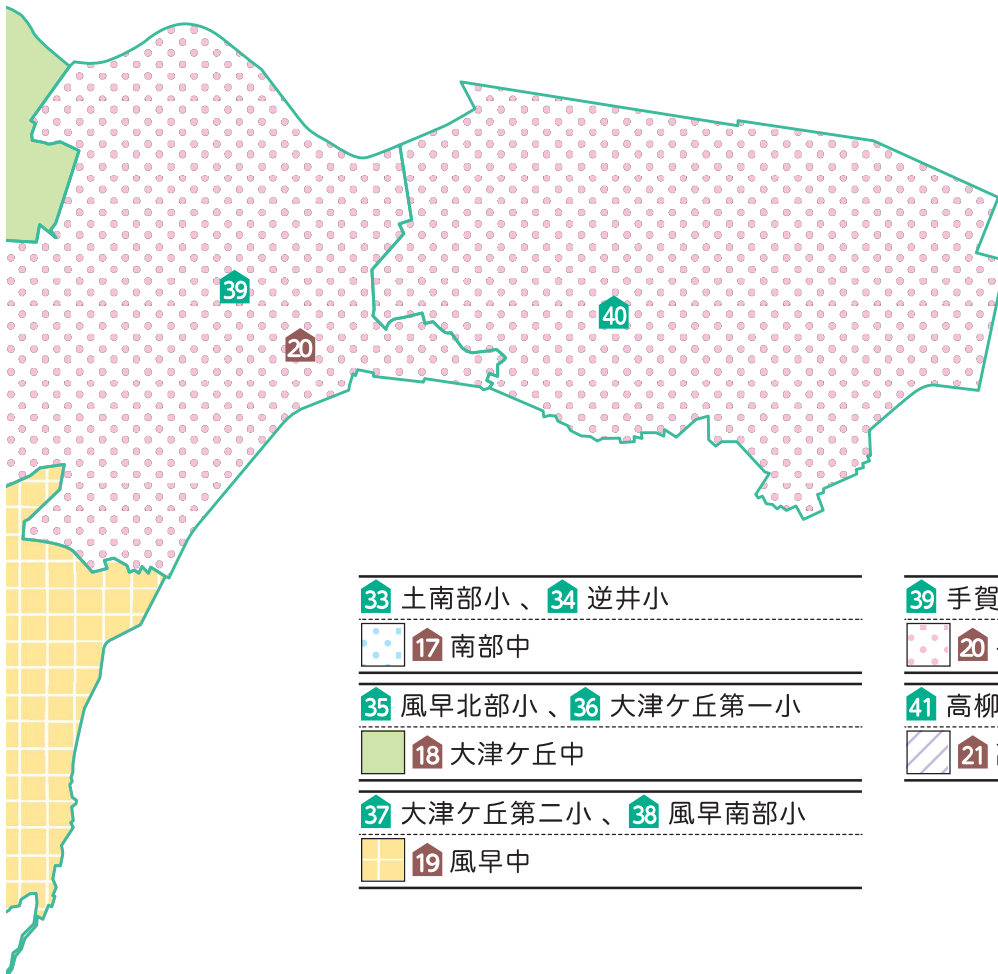 39
40
20
33 土南部小 、 34 逆井小
17 南部中
35 風早北部小 、 36 大津ケ丘第一小
18 大津ケ丘中
37 大津ケ丘第二小 、 38 風早南部小
19 風早中
39 手賀
20
41 高柳
21